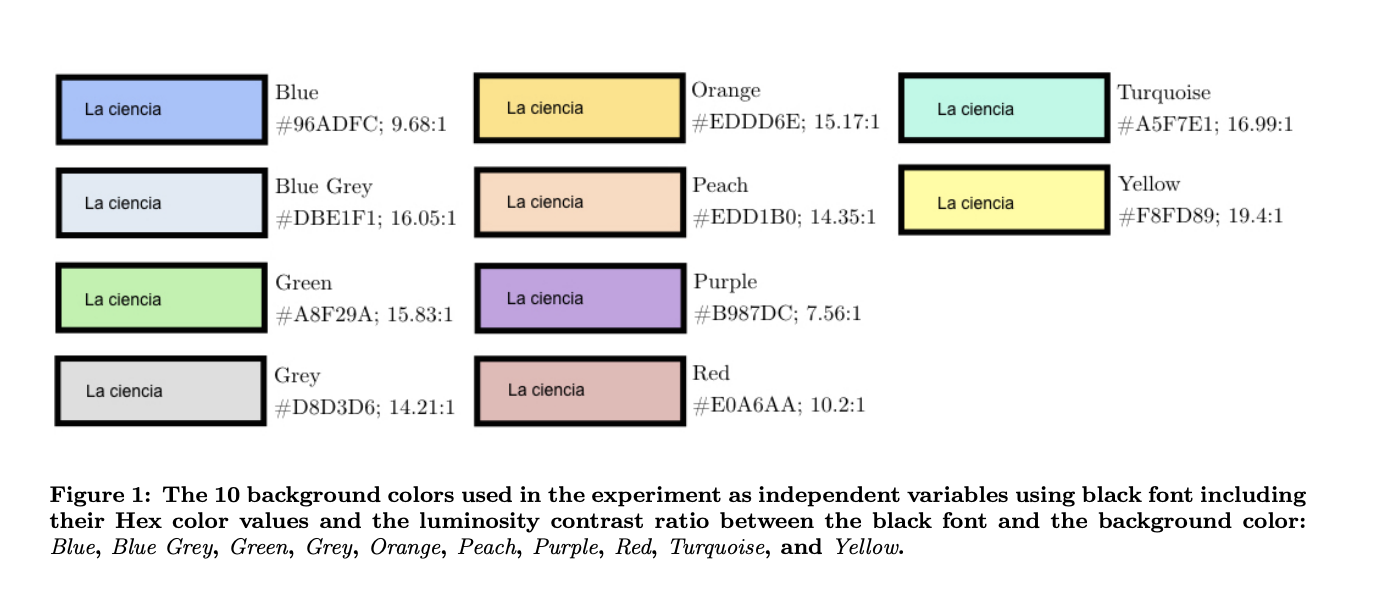 La ciencia
Blue
#96ADFC; 9.68:1
La ciencia
Blue Grey
#DBE1F1; 16.05:1
La ciencia
Green
#A8F29A; 15.83:1
La ciencia
Grey
#D8D3D6; 14.21:1
La ciencia
Orange
#EDDD6E; 15.17:1
La ciencia
Peach
#EDD1B0; 14.35:1
La ciencia
Purple
#B987DC; 7.56:1
La ciencia
Red
#E0A6AA; 10.2:1
La ciencia
Turquoise
#A5F7E1; 16.99:1
La ciencia
Yellow
#F8FD89; 19.4:1
Figure 1: The 10 background colors used in the experiment as independent variables using black font including
their Hex color values and the luminosity contrast ratio between the black font and the background color:
Blue, Blue Grey, Green, Grey, Orange, Peach, Purple, Red, Turquoise, and Yellow.